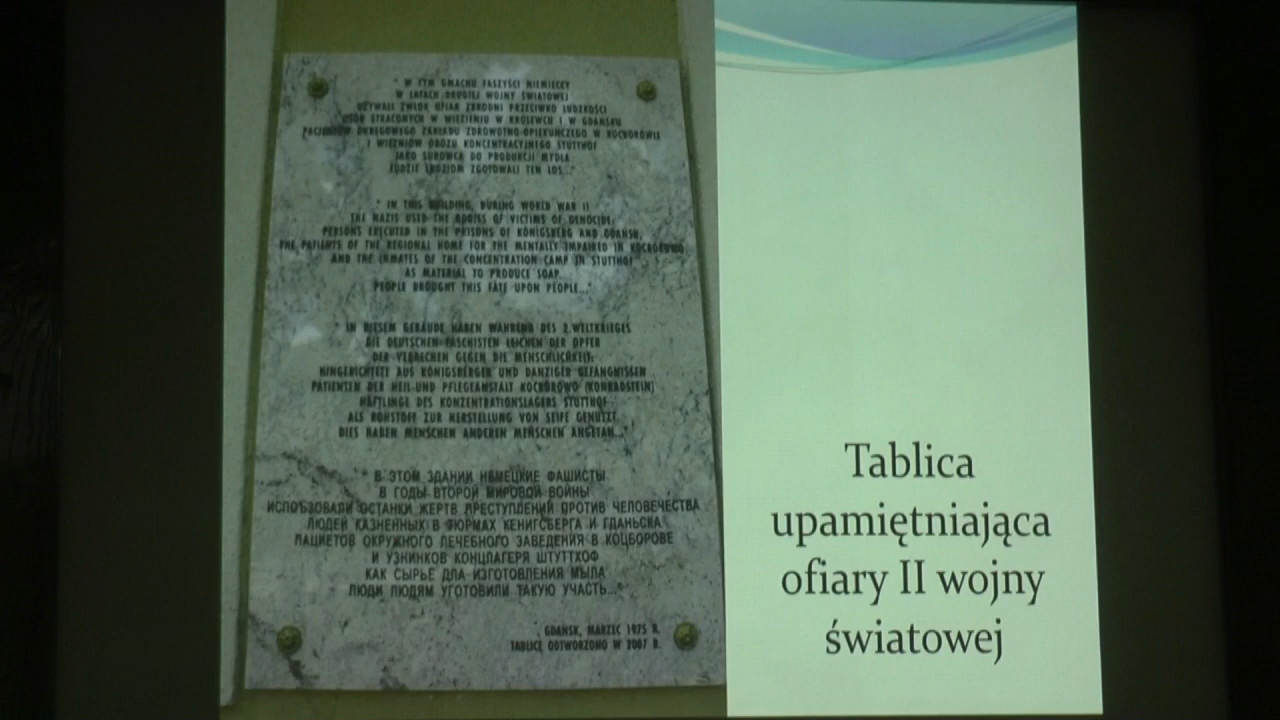 " W TYM GMACHU FASZYŚCI NIEMIECCY
W LATACH DRUGIEJ WOJNY ŚWIATOWEJ
UŻYWALI ZWŁOK OFIAR ZBRODNI PRZECIWKO LUDZKOŚCI
OSÓB STRACONYCH W WIĘZIENIU W KRÓLEWCU I W GDAŃSKU
PACJENTÓW OKRĘGOWEGO ZAKŁADU ZDROWOTNO-OPIEKUŃCZEGO W KOCBOROWIE
I WIĘŹNIÓW OBOZU KONCENTRACYJNEGO STUTTHOF
JAKO SUROWCA DO PRODUKCJI MYDŁA
LUDZIE LUDZIOM ZGOTOWALI TEN LOS..."
" IN THIS BUILDING, DURING WORLD WAR II
THE NAZIS USED THE BODIES OF VICTIMS OF GENOCIDE,
PERSONS EXECUTED IN THE PRISONS OF KÖNIGSBERG AND GDAŃSK,
THE PATIENTS OF THE REGIONAL HOME FOR THE MENTALLY IMPAIRED IN KOCBOROWO
AND THE INMATES OF THE CONCENTRATION CAMP IN STUTTHOF
AS MATERIAL TO PRODUCE SOAP.
PEOPLE BROUGHT THIS FATE UPON PEOPLE..."
" IN DIESEM GEBÄUDE HABEN WÄHREND DES 2.WELTKRIEGES
DIE DEUTSCHEN FASCHISTEN LEICHEN DER OPFER
DER VERBRECHEN GEGEN DIE MENSCHLICHKEIT,
HINGERICHTETE AUS KÖNIGSBERGER UND DANZIGER GEFÄNGNISSEN
PATIENTEN DER HEIL-UND PFLEGEANSTALT KOCBOROWO (KONRADSTEIN)
HÄFTLINGE DES KONZENTRATIONSLAGERS STUTTHOF
ALS ROHSTOFF ZUR HERSTELLUNG VON SEIFE GENUTZT.
DIES HABEN MENSCHEN ANDEREN MENSCHEN ANGETAN..."
" В ЭТОМ ЗДАНИИ НЕМЕЦКИЕ ФАШИСТЫ
В ГОДЫ ВТОРОЙ МИРОВОЙ ВОЙНЫ
ИСПОЪЗОВАЛИ ОСТАНКИ ЖЕРТВ ПРЕСТУПЛЕНИЙ ПРОТИВ ЧЕЛОВЕЧЕСТВА
ЛЮДЕЙ КАЗНЕННЫХ В ТЮРМАХ КЕНИГСБЕРГА И ГДАНЬСКА
ПАЦИЕТОВ ОКРУЖНОГО ЛЕЧЕБНОГО ЗАВЕДЕНИЯ В КОЦБОРОВЕ
И УЗНИКОВ КОНЦЛАГЕРЯ ШТУТТХОФ
КАК СЫРЬЕ ДЛА ИЗГОТОВЛЕНИЯ МЫЛА
ЛЮДИ ЛЮДЯМ УГОТОВИЛИ ТАКУЮ УЧАСТЬ..."
GDAŃSK, MARZEC 1975 R.
TABLICĘ ODTWORZONO W 2007 R.
Tablica
upamiętniająca
ofiary II wojny
światowej